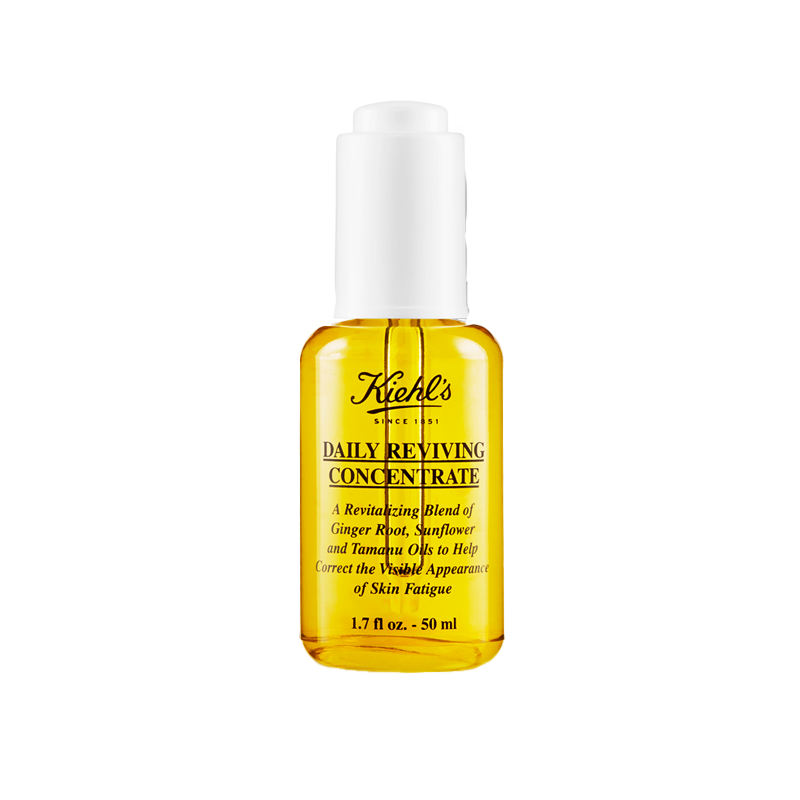 Kiehl's
SINCE 1851
DAILY REVIVING
CONCENTRATE
A Revitalizing Blend of
Ginger Root, Sunflower
and Tamanu Oils to Help
Correct the Visible Appearance
of Skin Fatigue
1.7 fl oz. - 50 ml